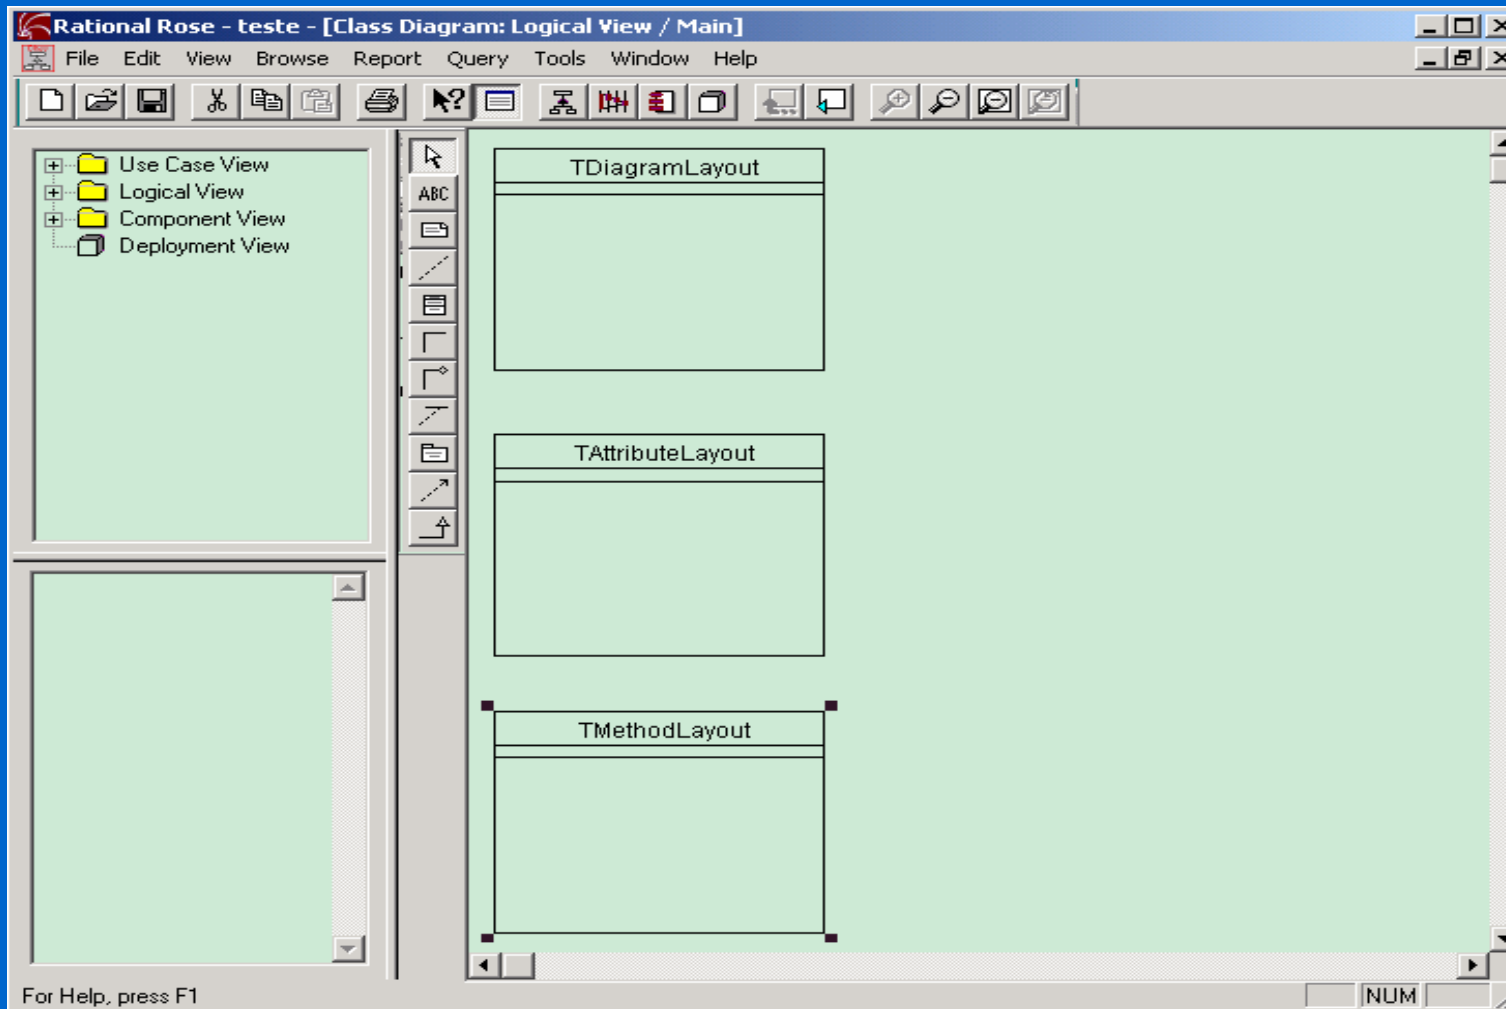 Rational Rose - teste - [Class Diagram: Logical View / Main]
File Edit View Browse Report Query Tools Window Help
Use Case View
Logical View
Component View
Deployment View
ABC
TDiagramLayout
TAttributeLayout
TMethodLayout
For Help, press F1
NUM